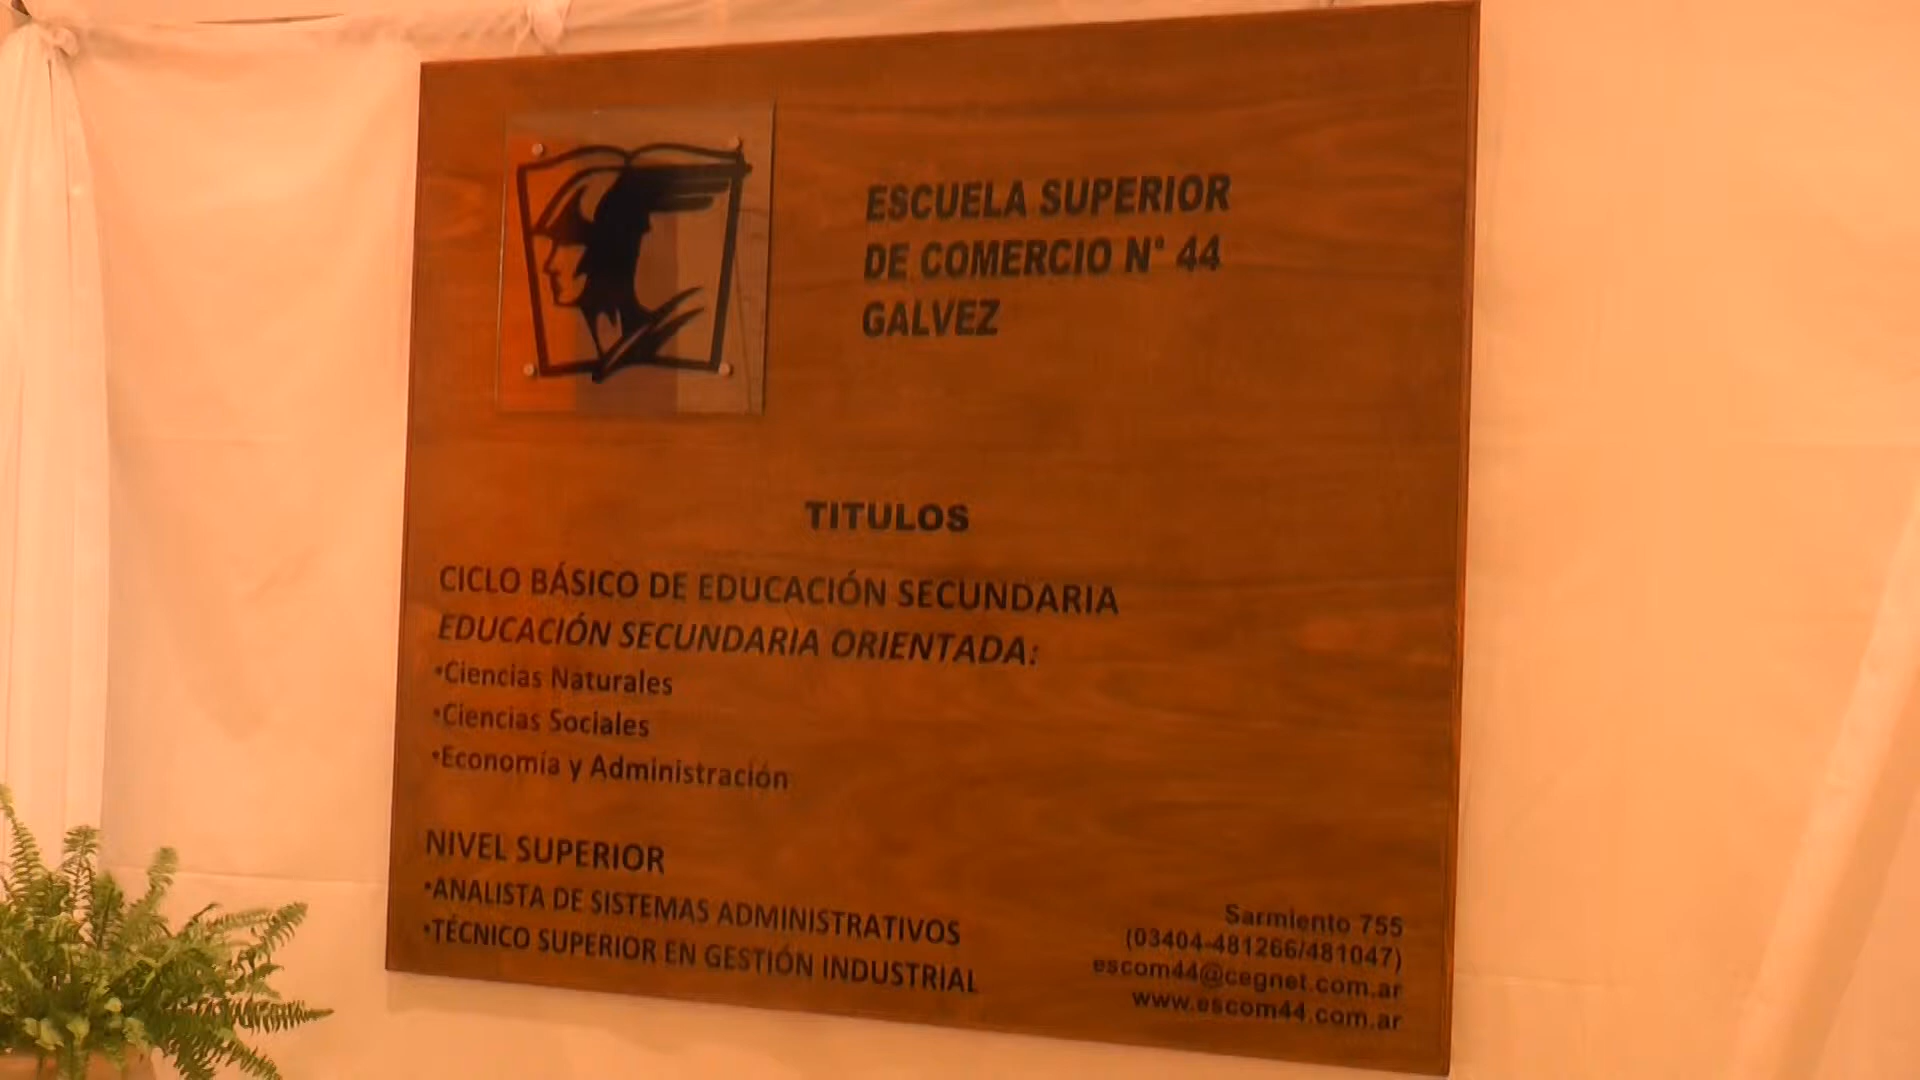 ESCUELA SUPERIOR
DE COMERCIO N° 44
GALVEZ
TITULOS
CICLO BÁSICO DE EDUCACIÓN SECUNDARIA
EDUCACIÓN SECUNDARIA ORIENTADA:
•Ciencias Naturales
•Ciencias Sociales
•Economía y Administración
NIVEL SUPERIOR
•ANALISTA DE SISTEMAS ADMINISTRATIVOS
•TÉCNICO SUPERIOR EN GESTIÓN INDUSTRIAL
Sarmiento 755
(03404-481266/481047)
escom44@cegnet.com.ar
www.escom44.com.ar